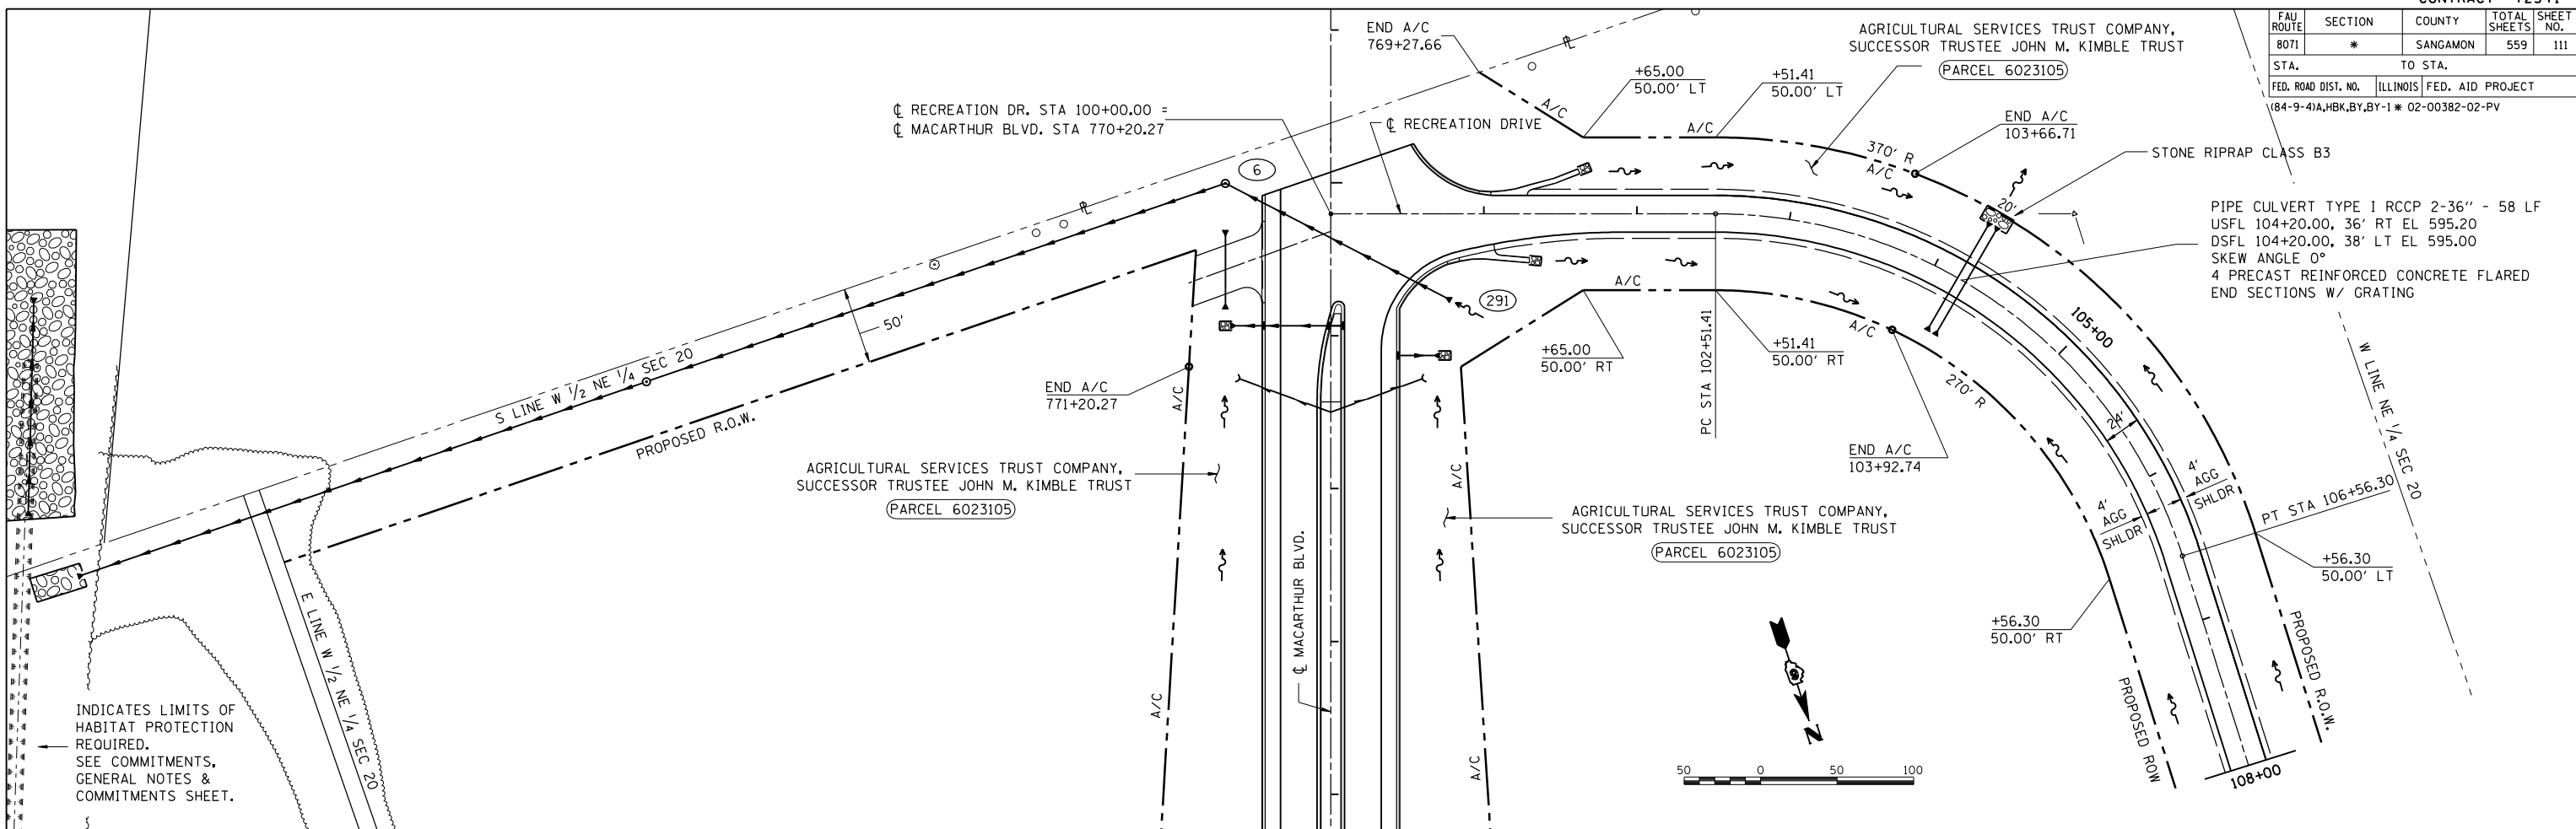 FAU ROUTE SECTION COUNTY TOTAL SHEETS SHEET NO.
8071 * SANGAMON 559 111
STA. TO STA.
FED. ROAD DIST. NO. ILLINOIS FED. AID PROJECT
(84-9-4)A,HBK,BY,BY-1 * 02-00382-02-PV
END A/C
769+27.66
℄ RECREATION DR. STA 100+00.00 =
℄ MACARTHUR BLVD. STA 770+20.27
℄ RECREATION DRIVE
+65.00
50.00' LT
+51.41
50.00' LT
AGRICULTURAL SERVICES TRUST COMPANY,
SUCCESSOR TRUSTEE JOHN M. KIMBLE TRUST
PARCEL 6023105
A/C
A/C
370' R
A/C
END A/C
103+66.71
STONE RIPRAP CLASS B3
20'
PIPE CULVERT TYPE I RCCP 2-36" - 58 LF
USFL 104+20.00, 36' RT EL 595.20
DSFL 104+20.00, 38' LT EL 595.00
SKEW ANGLE 0°
4 PRECAST REINFORCED CONCRETE FLARED
END SECTIONS W/ GRATING
6
291
50'
S LINE W 1/2 NE 1/4 SEC 20
PROPOSED R.O.W.
END A/C
771+20.27
A/C
A/C
A/C
+65.00
50.00' RT
PC STA 102+51.41
+51.41
50.00' RT
270' R
END A/C
103+92.74
105+00
24'
4'
AGG
SHLDR
4'
AGG
SHLDR
W LINE NE 1/4 SEC 20
PT STA 106+56.30
+56.30
50.00' LT
+56.30
50.00' RT
AGRICULTURAL SERVICES TRUST COMPANY,
SUCCESSOR TRUSTEE JOHN M. KIMBLE TRUST
PARCEL 6023105
A/C
AGRICULTURAL SERVICES TRUST COMPANY,
SUCCESSOR TRUSTEE JOHN M. KIMBLE TRUST
PARCEL 6023105
℄ MACARTHUR BLVD.
A/C
A/C
E LINE W 1/2 NE 1/4 SEC 20
INDICATES LIMITS OF
HABITAT PROTECTION
REQUIRED.
SEE COMMITMENTS,
GENERAL NOTES &
COMMITMENTS SHEET.
N
50 0 50 100
PROPOSED ROW
PROPOSED R.O.W.
108+00